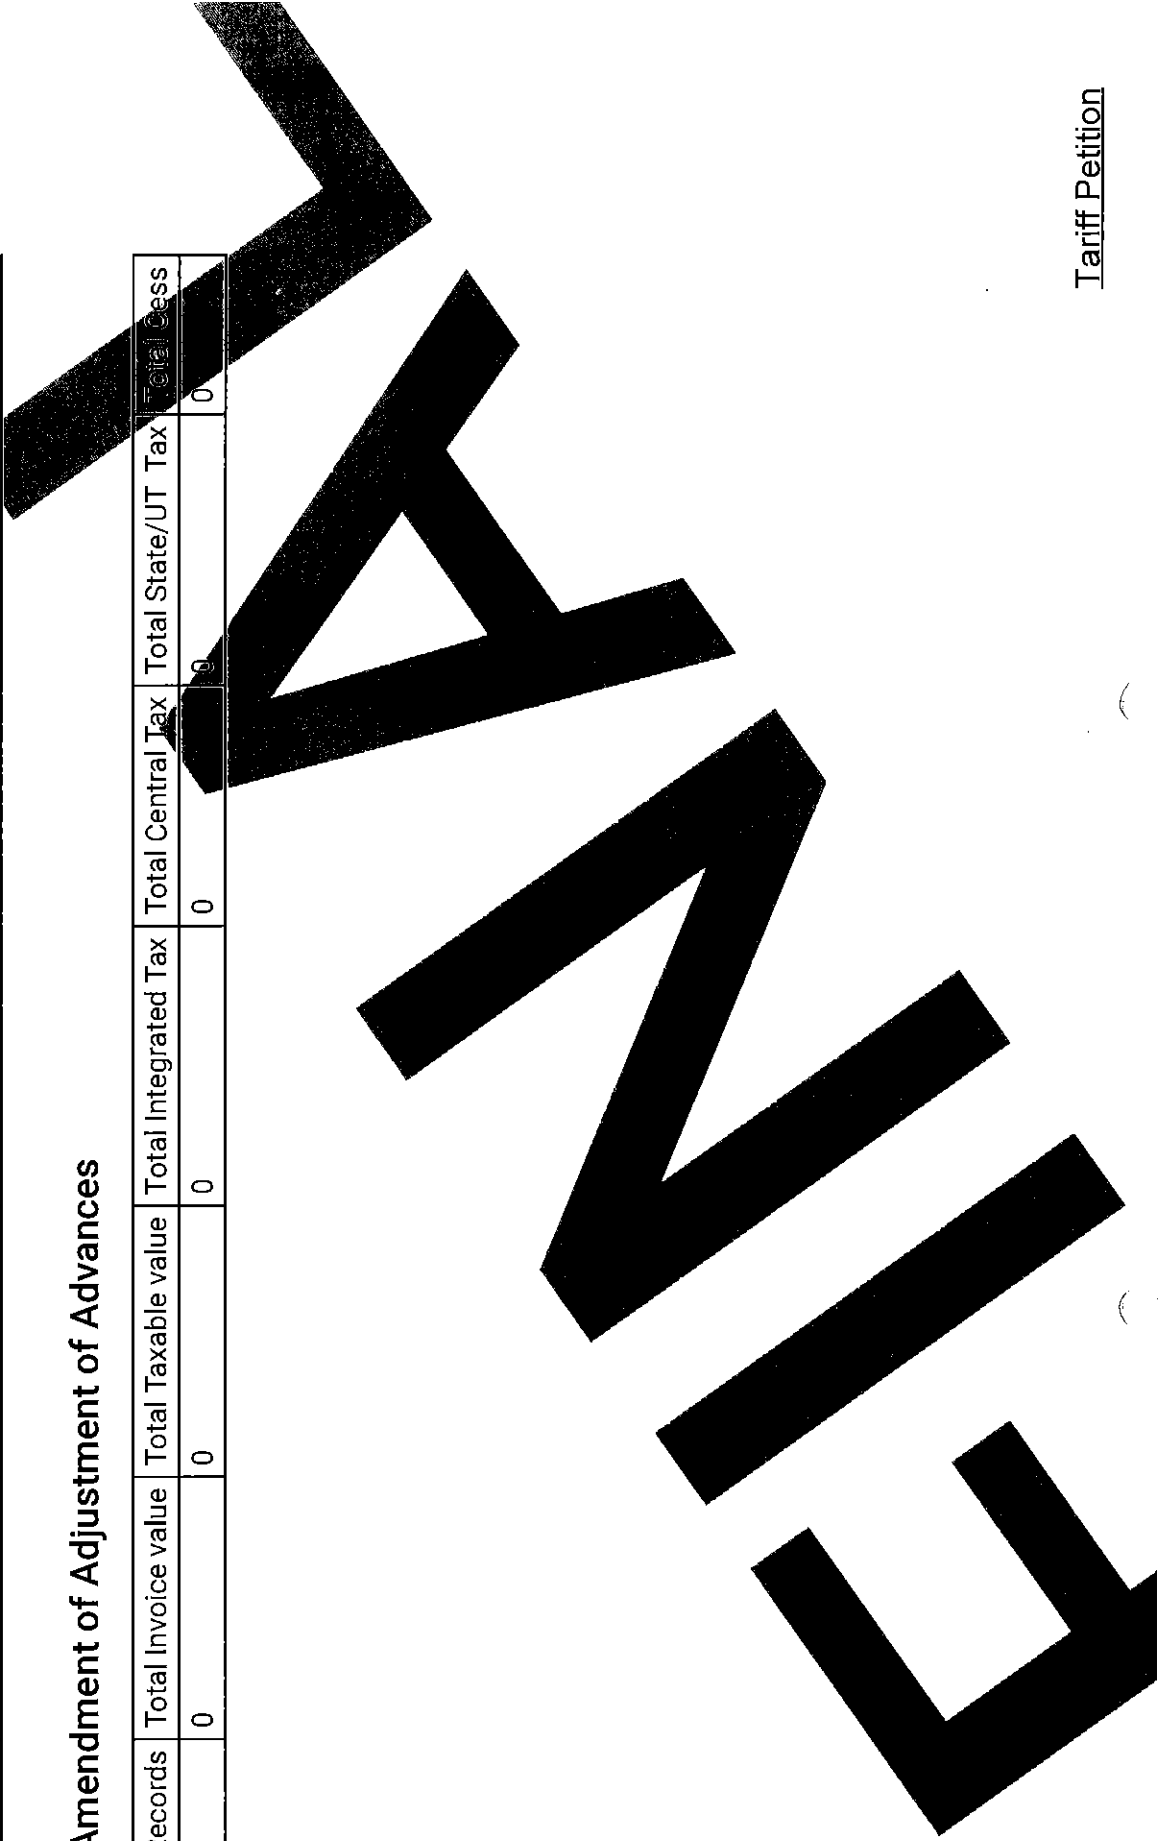 Amendment of Adjustment of Advances
ecords Total Invoice value Total Taxable value Total Integrated Tax Total Central Tax Total State/UT Tax Total Cess
0 0 0 0 0 0
FINAL
Tariff Petition